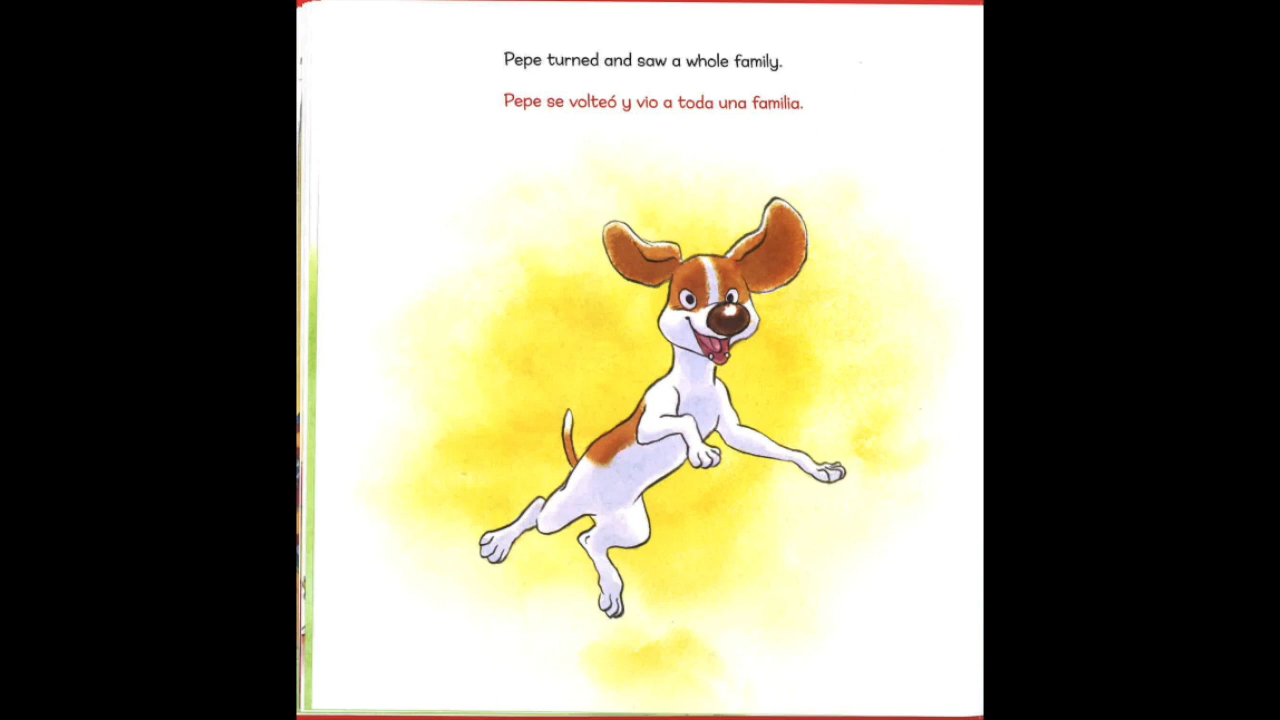 Pepe turned and saw a whole family.
Pepe se volteó y vio a toda una familia.